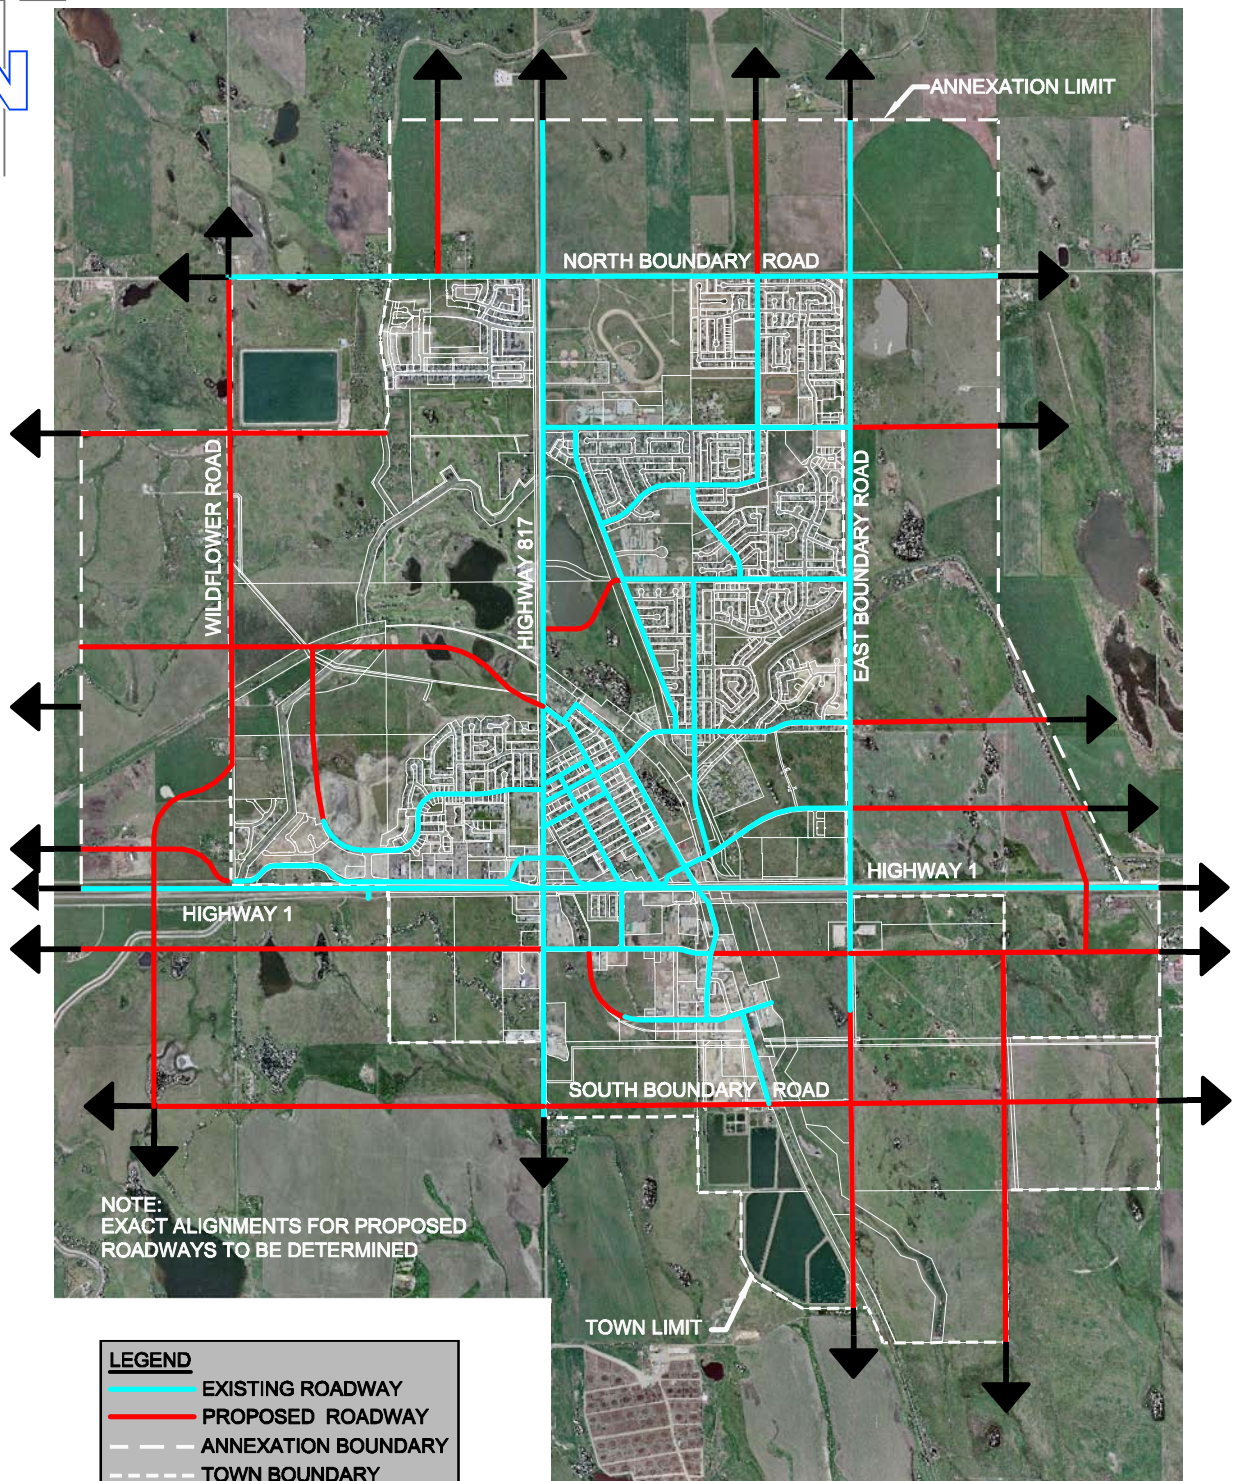 ANNEXATION LIMIT
NORTH BOUNDARY ROAD
WILDFLOWER ROAD
HIGHWAY 817
EAST BOUNDARY ROAD
HIGHWAY 1
HIGHWAY 1
SOUTH BOUNDARY ROAD
NOTE:
EXACT ALIGNMENTS FOR PROPOSED
ROADWAYS TO BE DETERMINED
TOWN LIMIT
LEGEND
EXISTING ROADWAY
PROPOSED ROADWAY
ANNEXATION BOUNDARY
TOWN BOUNDARY